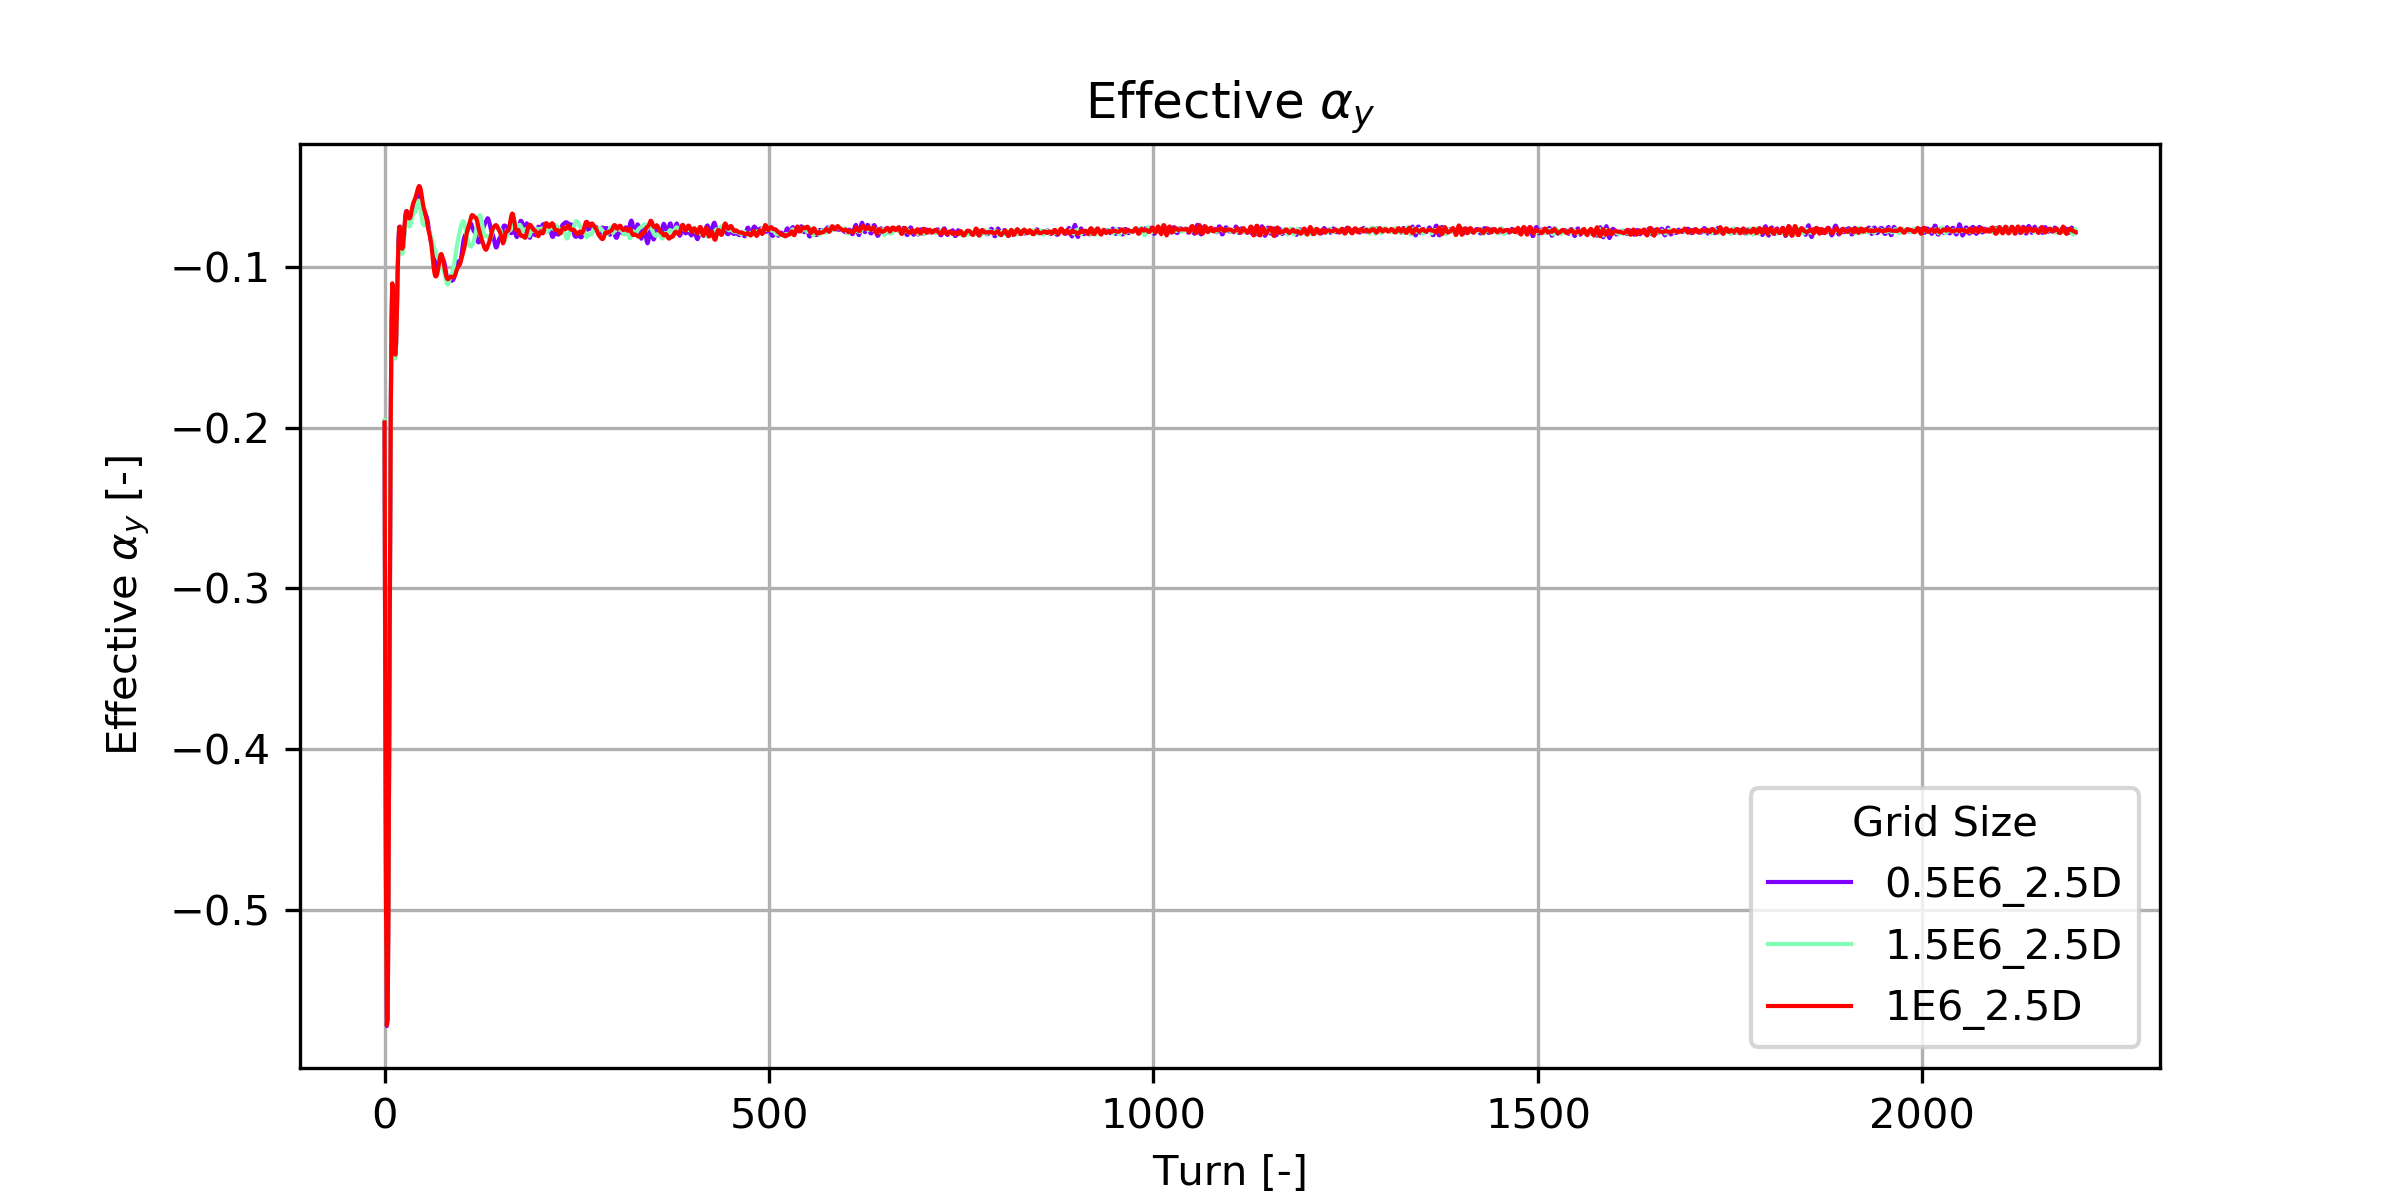 Effective αy
Effective αy [-]
−0.1
−0.2
−0.3
−0.4
−0.5
0 500 1000 1500 2000
Turn [-]
Grid Size
0.5E6_2.5D
1.5E6_2.5D
1E6_2.5D